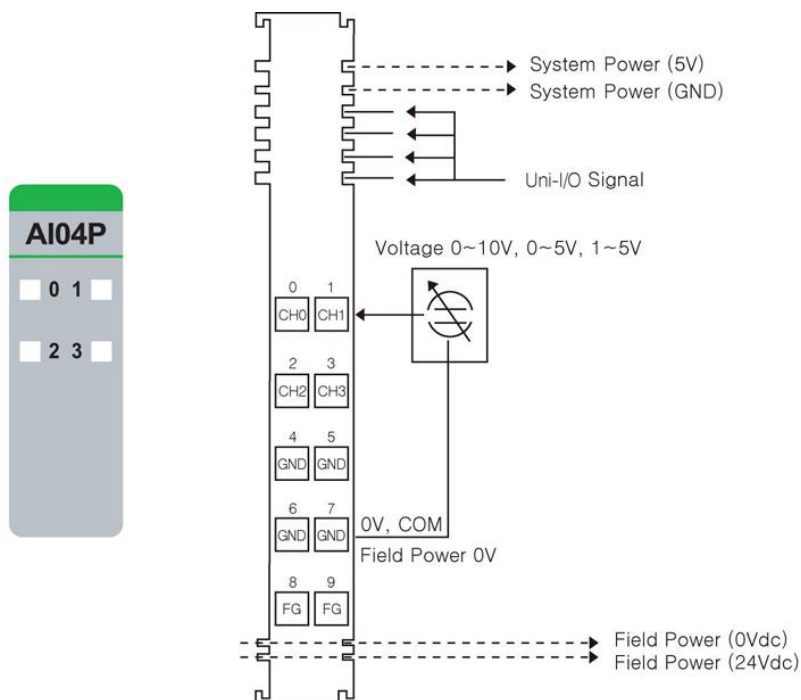 System Power (5V)
System Power (GND)
Uni-I/O Signal
AI04P
0 1
2 3
Voltage 0~10V, 0~5V, 1~5V
0 1
CH0 CH1
2 3
CH2 CH3
4 5
GND GND
6 7
GND GND
0V, COM
Field Power 0V
8 9
FG FG
Field Power (0Vdc)
Field Power (24Vdc)